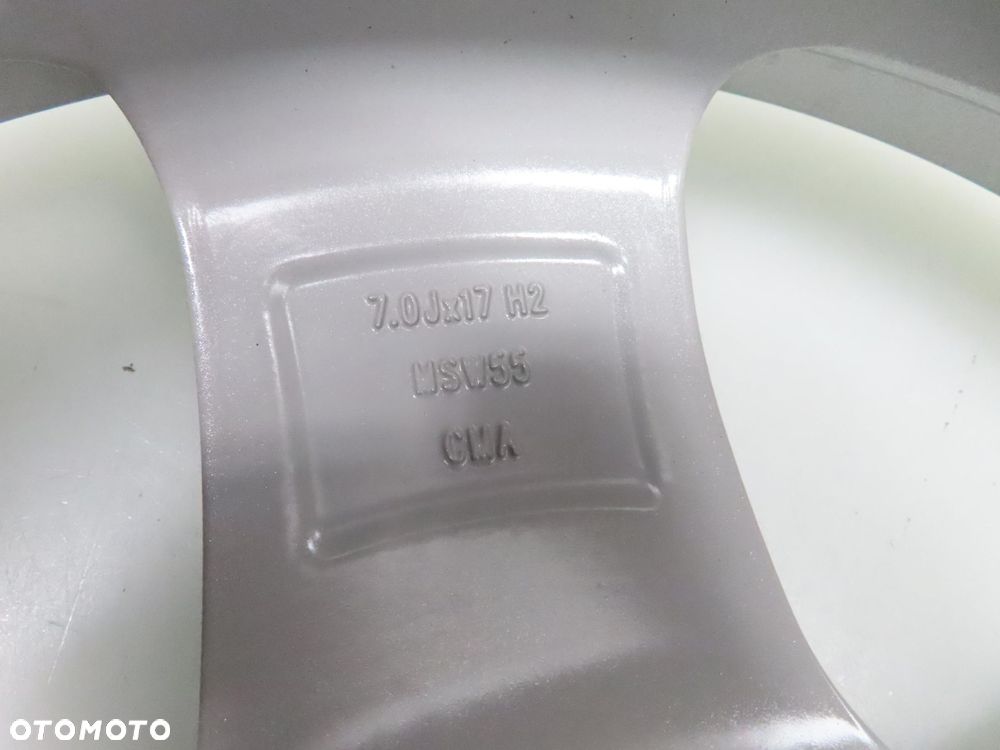 7.0Jx17 H2
MSW55
CMA
OTOMOTO